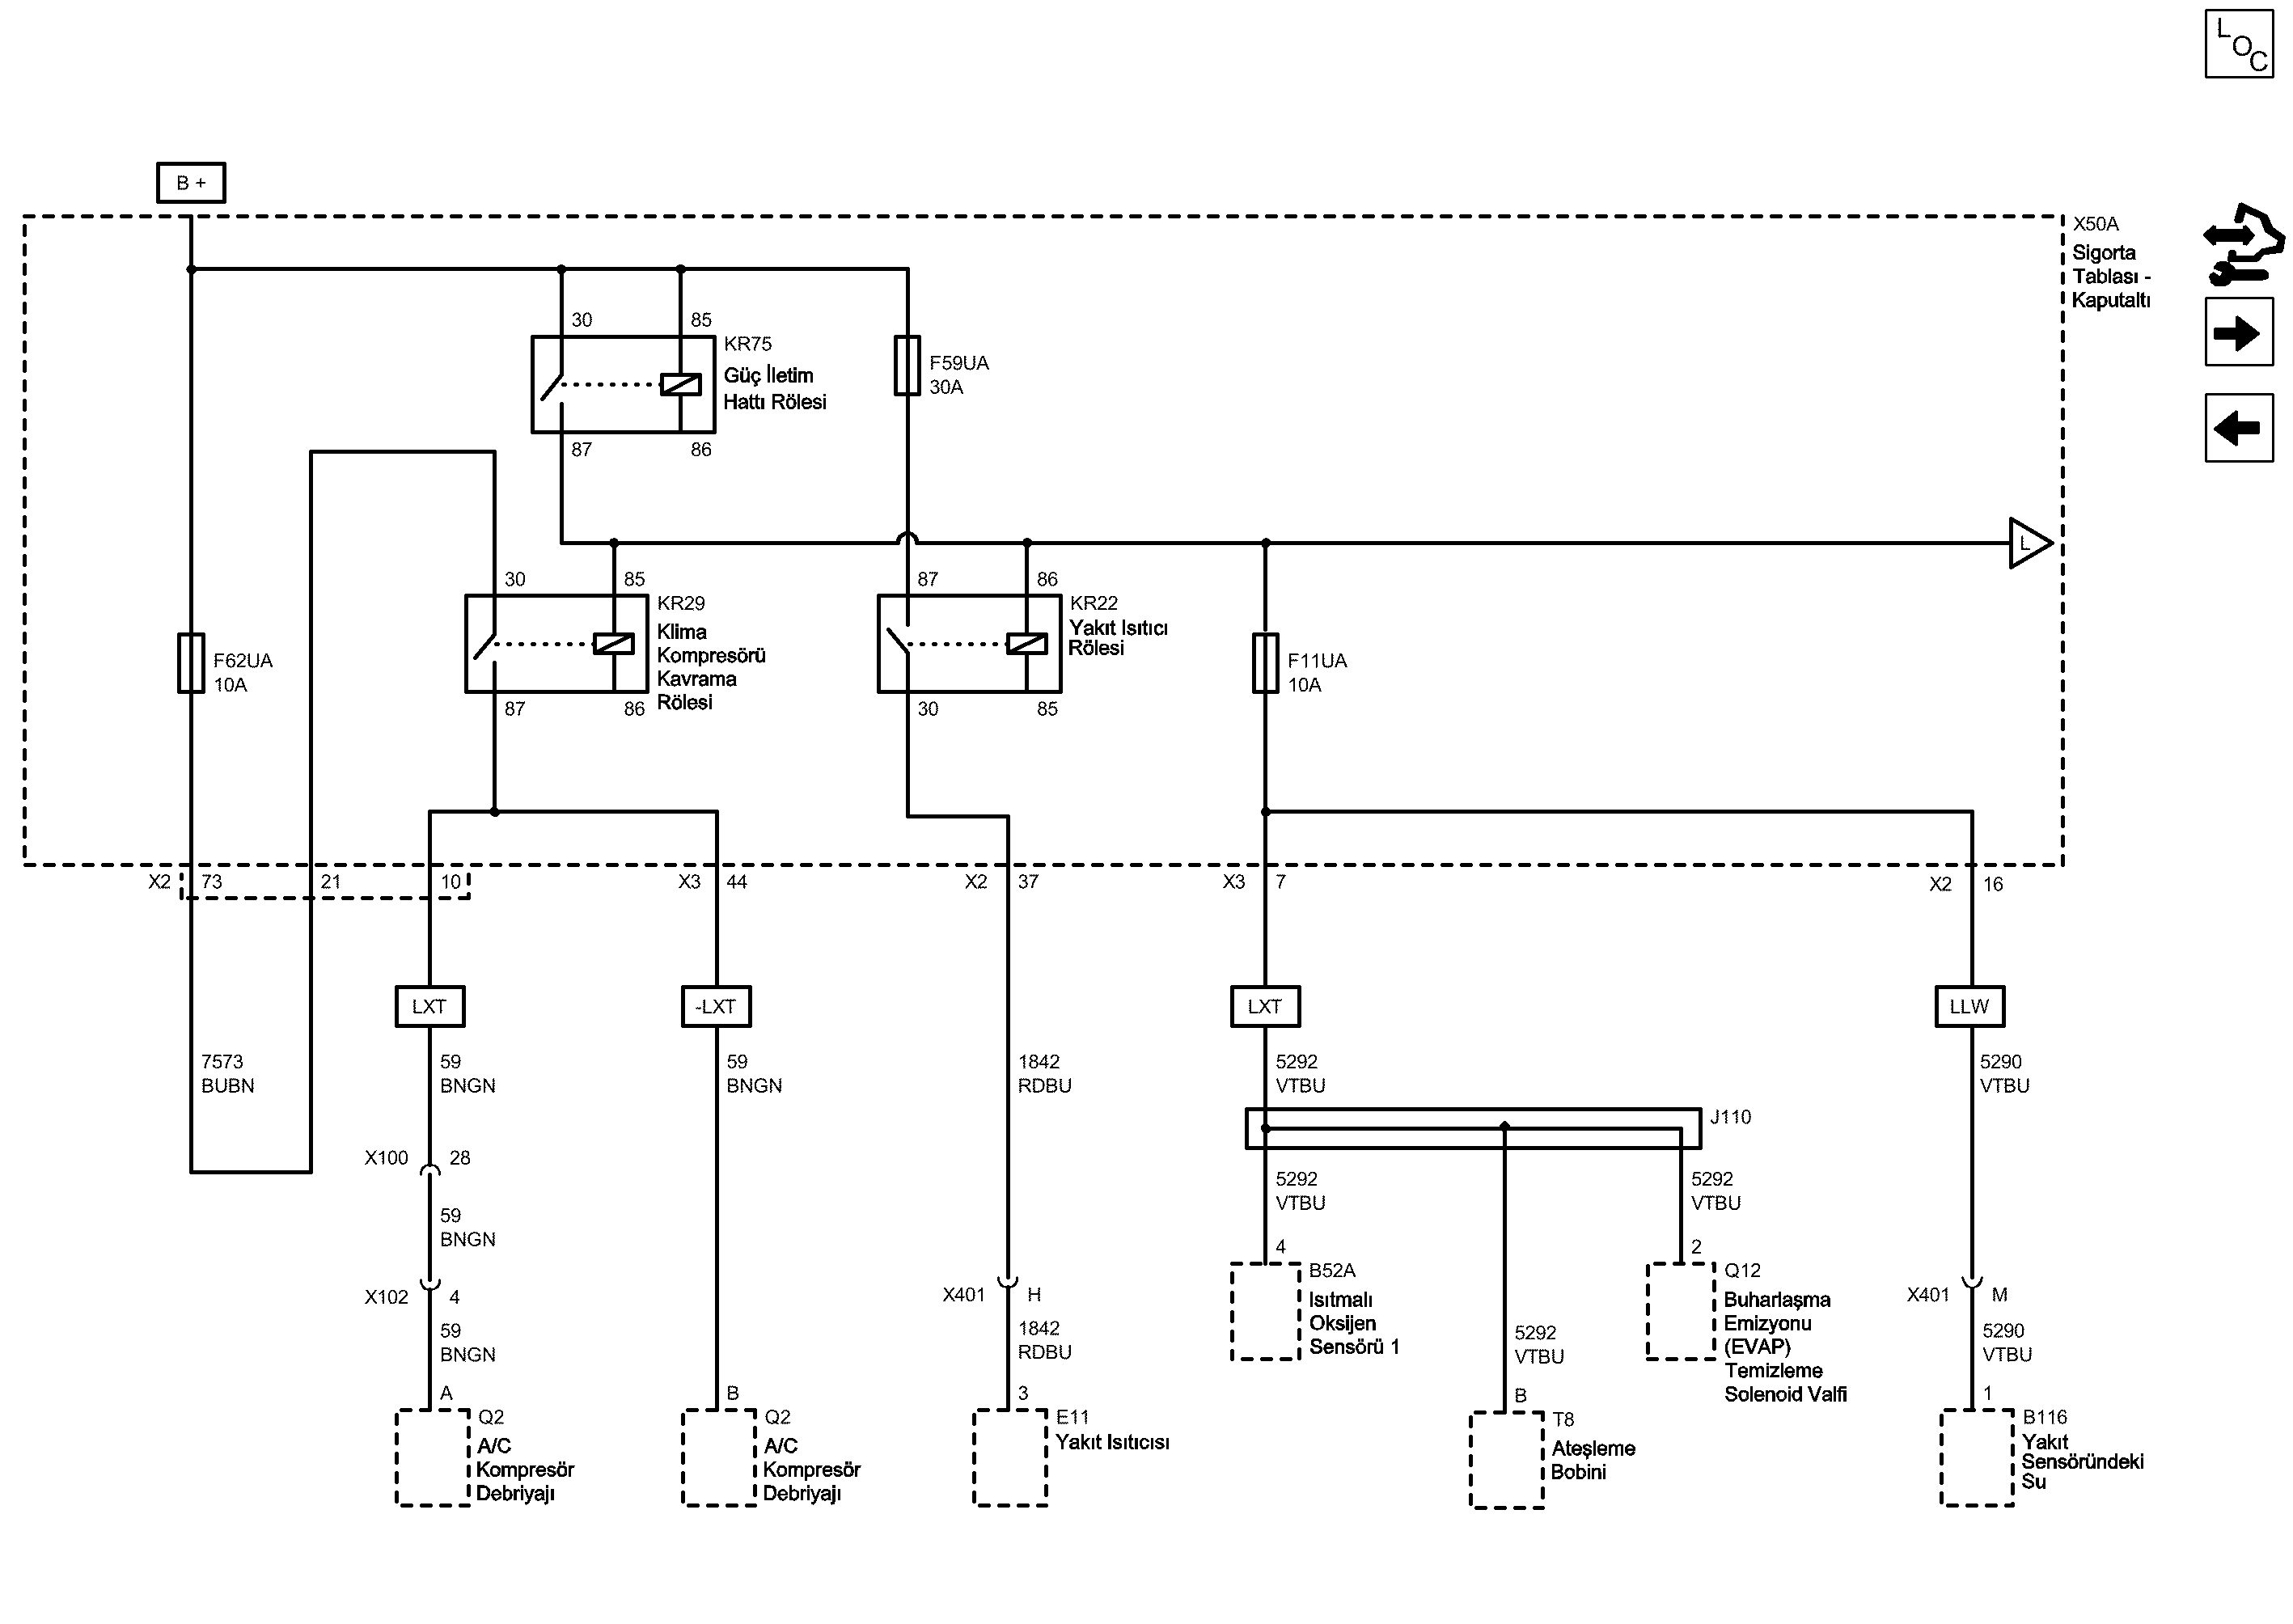 LOC
B +
X50A
Sigorta
Tablası -
Kaputaltı
30
85
KR75
Güç İletim
Hattı Rölesi
87
86
F59UA
30A
L
30
85
KR29
Klima
Kompresörü
Kavrama
Rölesi
87
86
87
86
KR22
Yakıt Isıtıcı
Rölesi
30
85
F62UA
10A
F11UA
10A
X2
73
21
10
X3
44
X2
37
X3
7
X2
16
LXT
-LXT
LXT
LLW
7573
BUBN
59
BNGN
59
BNGN
1842
RDBU
5292
VTBU
5290
VTBU
J110
X100
28
59
BNGN
5292
VTBU
5292
VTBU
X102
4
59
BNGN
X401
H
1842
RDBU
4
B52A
Isıtmalı
Oksijen
Sensörü 1
5292
VTBU
2
Q12
Buharlaşma
Emizyonu
(EVAP)
Temizleme
Solenoid Valfi
X401
M
5290
VTBU
A
Q2
A/C
Kompresör
Debriyajı
B
Q2
A/C
Kompresör
Debriyajı
3
E11
Yakıt Isıtıcısı
B
T8
Ateşleme
Bobini
1
B116
Yakıt
Sensöründeki
Su